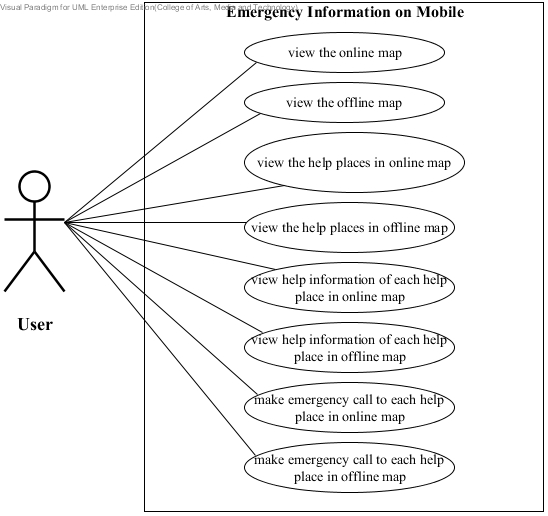 Visual Paradigm for UML Enterprise Edition(College of Arts, Media and Technology)
Emergency Information on Mobile
view the online map
view the offline map
view the help places in online map
view the help places in offline map
view help information of each help
place in online map
view help information of each help
place in offline map
make emergency call to each help
place in online map
make emergency call to each help
place in offline map
User